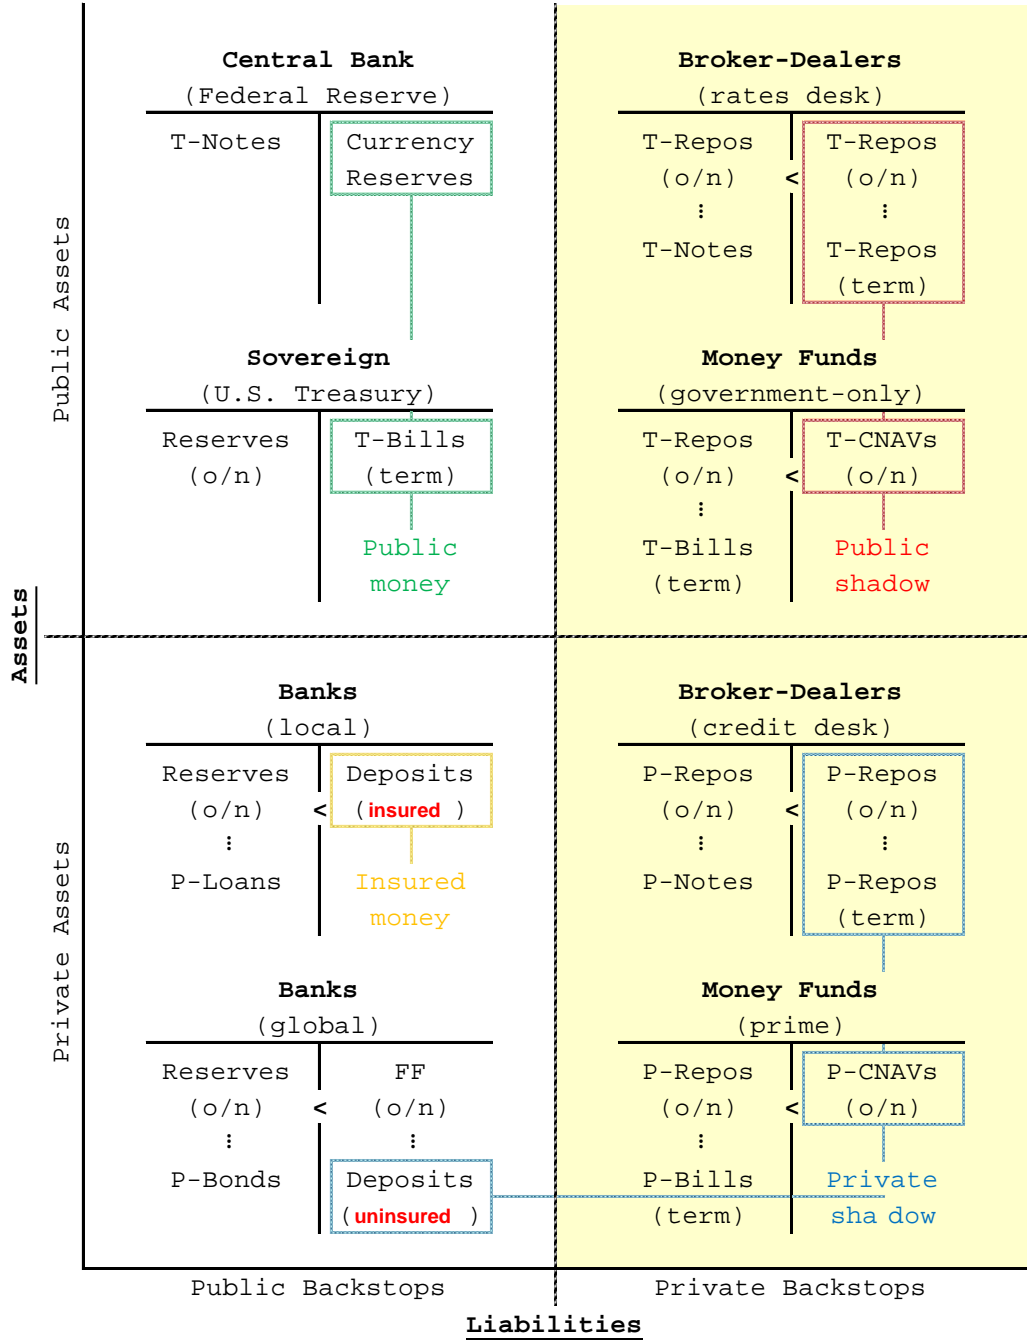 Central Bank
(Federal Reserve)
T-Notes
Currency
Reserves
Broker-Dealers
(rates desk)
T-Repos
(o/n)
⋮
T-Notes
<
T-Repos
(o/n)
⋮
T-Repos
(term)
Public Assets
Sovereign
(U.S. Treasury)
Reserves
(o/n)
T-Bills
(term)
Public
money
Money Funds
(government-only)
T-Repos
(o/n)
⋮
T-Bills
(term)
<
T-CNAVs
(o/n)
Public
shadow
Assets
Banks
(local)
Reserves
(o/n)
⋮
P-Loans
<
Deposits
(insured )
Insured
money
Broker-Dealers
(credit desk)
P-Repos
(o/n)
⋮
P-Notes
<
P-Repos
(o/n)
⋮
P-Repos
(term)
Private Assets
Banks
(global)
Reserves
(o/n)
⋮
P-Bonds
<
FF
(o/n)
⋮
Deposits
(uninsured )
Money Funds
(prime)
P-Repos
(o/n)
⋮
P-Bills
(term)
<
P-CNAVs
(o/n)
Private
sha dow
Public Backstops
Private Backstops
Liabilities